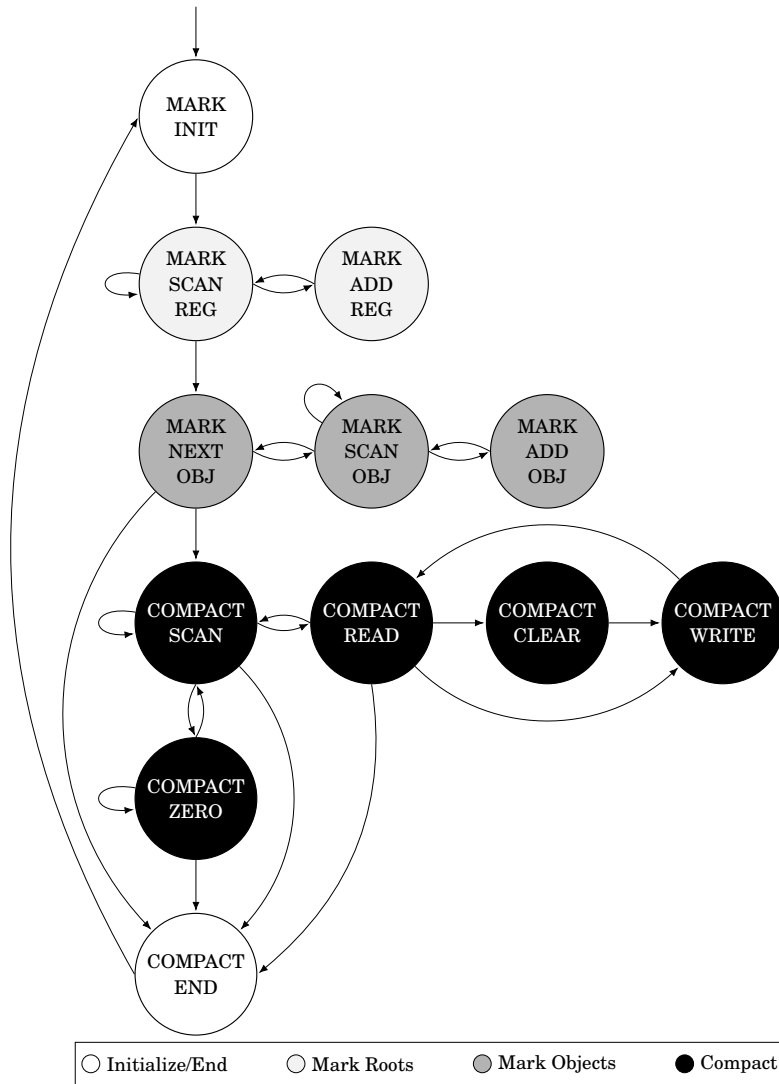 MARK
INIT
MARK
SCAN
REG
MARK
ADD
REG
MARK
NEXT
OBJ
MARK
SCAN
OBJ
MARK
ADD
OBJ
COMPACT
SCAN
COMPACT
READ
COMPACT
CLEAR
COMPACT
WRITE
COMPACT
ZERO
COMPACT
END
Initialize/End Mark Roots Mark Objects Compact